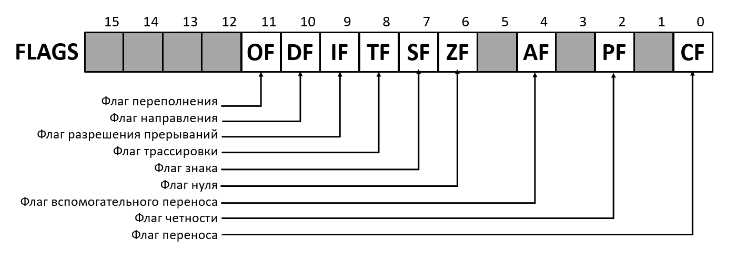 15 14 13 12 11 10 9 8 7 6 5 4 3 2 1 0
FLAGS OF DF IF TF SF ZF AF PF CF
Флаг переполнения
Флаг направления
Флаг разрешения прерываний
Флаг трассировки
Флаг знака
Флаг нуля
Флаг вспомогательного переноса
Флаг четности
Флаг переноса